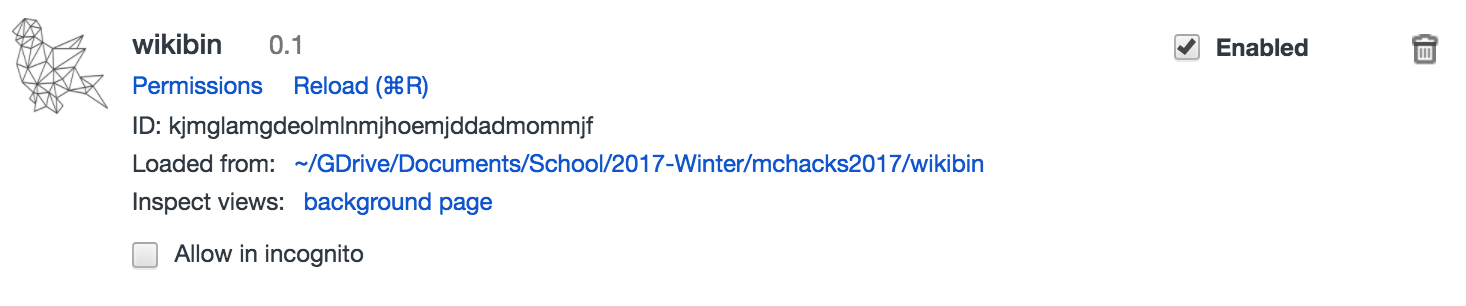 wikibin 0.1 Enabled
Permissions Reload (⌘R)
ID: kjmglamgdeolmlnmjhoemjddadmommjf
Loaded from: ~/GDrive/Documents/School/2017-Winter/mchacks2017/wikibin
Inspect views: background page
Allow in incognito